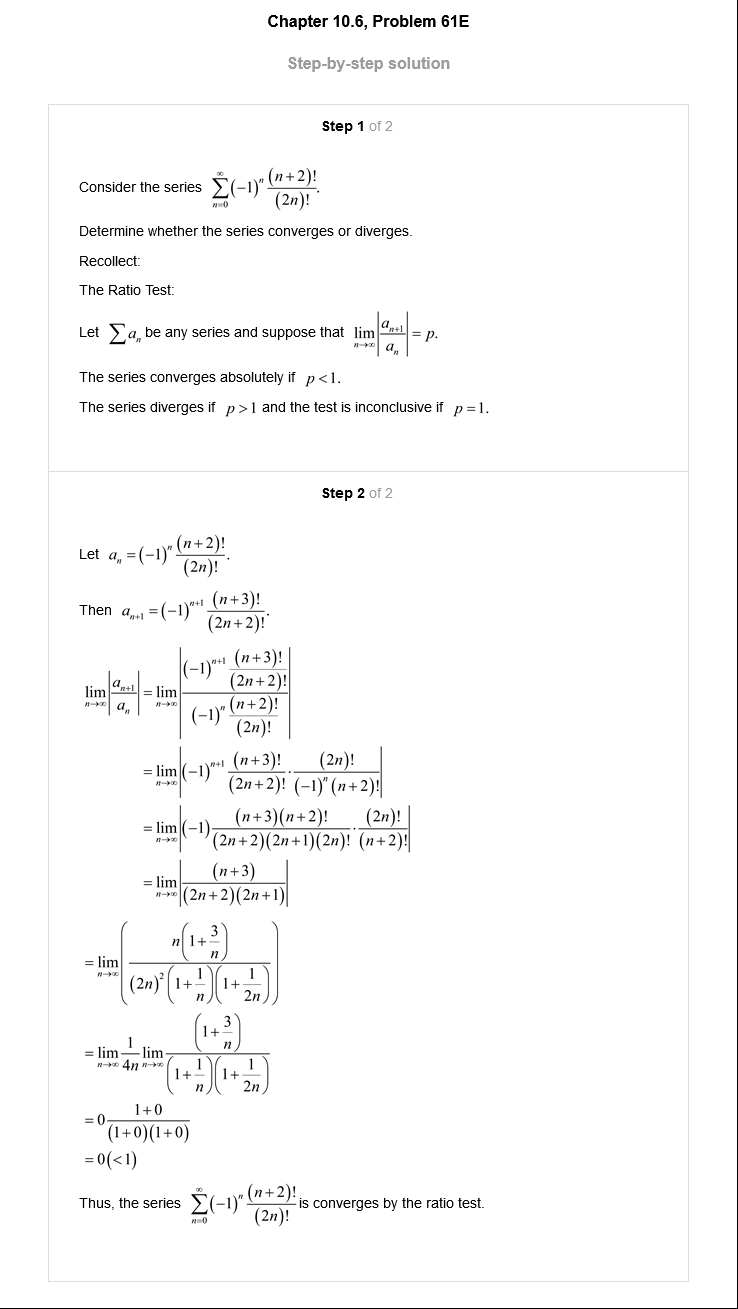 Chapter 10.6, Problem 61E
Step-by-step solution
Step 1 of 2
Consider the series $\sum_{n=0}^{\infty}(-1)^n\frac{(n+2)!}{(2n)!}.$
Determine whether the series converges or diverges.
Recollect:
The Ratio Test:
Let $\sum a_n$ be any series and suppose that $\lim_{n\to\infty}\left|\frac{a_{n+1}}{a_n}\right|=p.$
The series converges absolutely if $p<1.$
The series diverges if $p>1$ and the test is inconclusive if $p=1.$
Step 2 of 2
Let $a_n=(-1)^n\frac{(n+2)!}{(2n)!}.$
Then $a_{n+1}=(-1)^{n+1}\frac{(n+3)!}{(2n+2)!}.$
$\lim_{n\to\infty}\left|\frac{a_{n+1}}{a_n}\right|=\lim_{n\to\infty}\left|\frac{(-1)^{n+1}\frac{(n+3)!}{(2n+2)!}}{(-1)^n\frac{(n+2)!}{(2n)!}}\right|$
$=\lim_{n\to\infty}\left|(-1)^{n+1}\frac{(n+3)!}{(2n+2)!}\cdot\frac{(2n)!}{(-1)^n(n+2)!}\right|$
$=\lim_{n\to\infty}\left|(-1)\frac{(n+3)(n+2)!}{(2n+2)(2n+1)(2n)!}\cdot\frac{(2n)!}{(n+2)!}\right|$
$=\lim_{n\to\infty}\left|\frac{(n+3)}{(2n+2)(2n+1)}\right|$
$=\lim_{n\to\infty}\left(\frac{n\left(1+\frac{3}{n}\right)}{(2n)^2\left(1+\frac{1}{n}\right)\left(1+\frac{1}{2n}\right)}\right)$
$=\lim_{n\to\infty}\frac{1}{4n}\lim_{n\to\infty}\frac{\left(1+\frac{3}{n}\right)}{\left(1+\frac{1}{n}\right)\left(1+\frac{1}{2n}\right)}$
$=0\cdot\frac{1+0}{(1+0)(1+0)}$
$=0(<1)$
Thus, the series $\sum_{n=0}^{\infty}(-1)^n\frac{(n+2)!}{(2n)!}$ is converges by the ratio test.